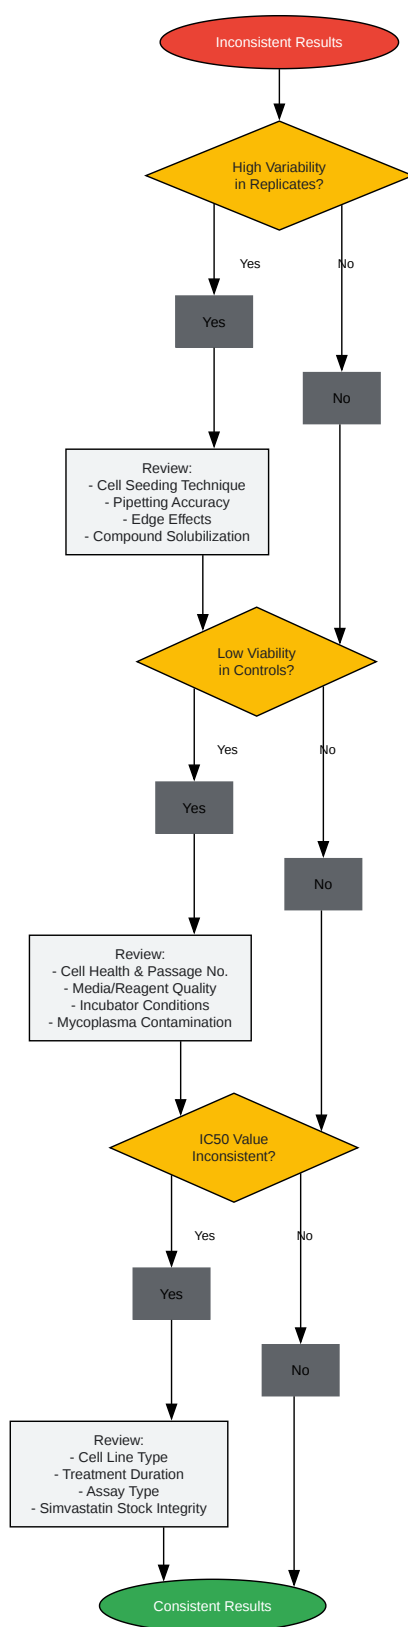 Inconsistent Results
High Variability
in Replicates?
Yes
No
Yes
No
Review:
- Cell Seeding Technique
- Pipetting Accuracy
- Edge Effects
- Compound Solubilization
Low Viability
in Controls?
Yes
No
Yes
No
Review:
- Cell Health & Passage No.
- Media/Reagent Quality
- Incubator Conditions
- Mycoplasma Contamination
IC50 Value
Inconsistent?
Yes
No
Yes
No
Review:
- Cell Line Type
- Treatment Duration
- Assay Type
- Simvastatin Stock Integrity
Consistent Results